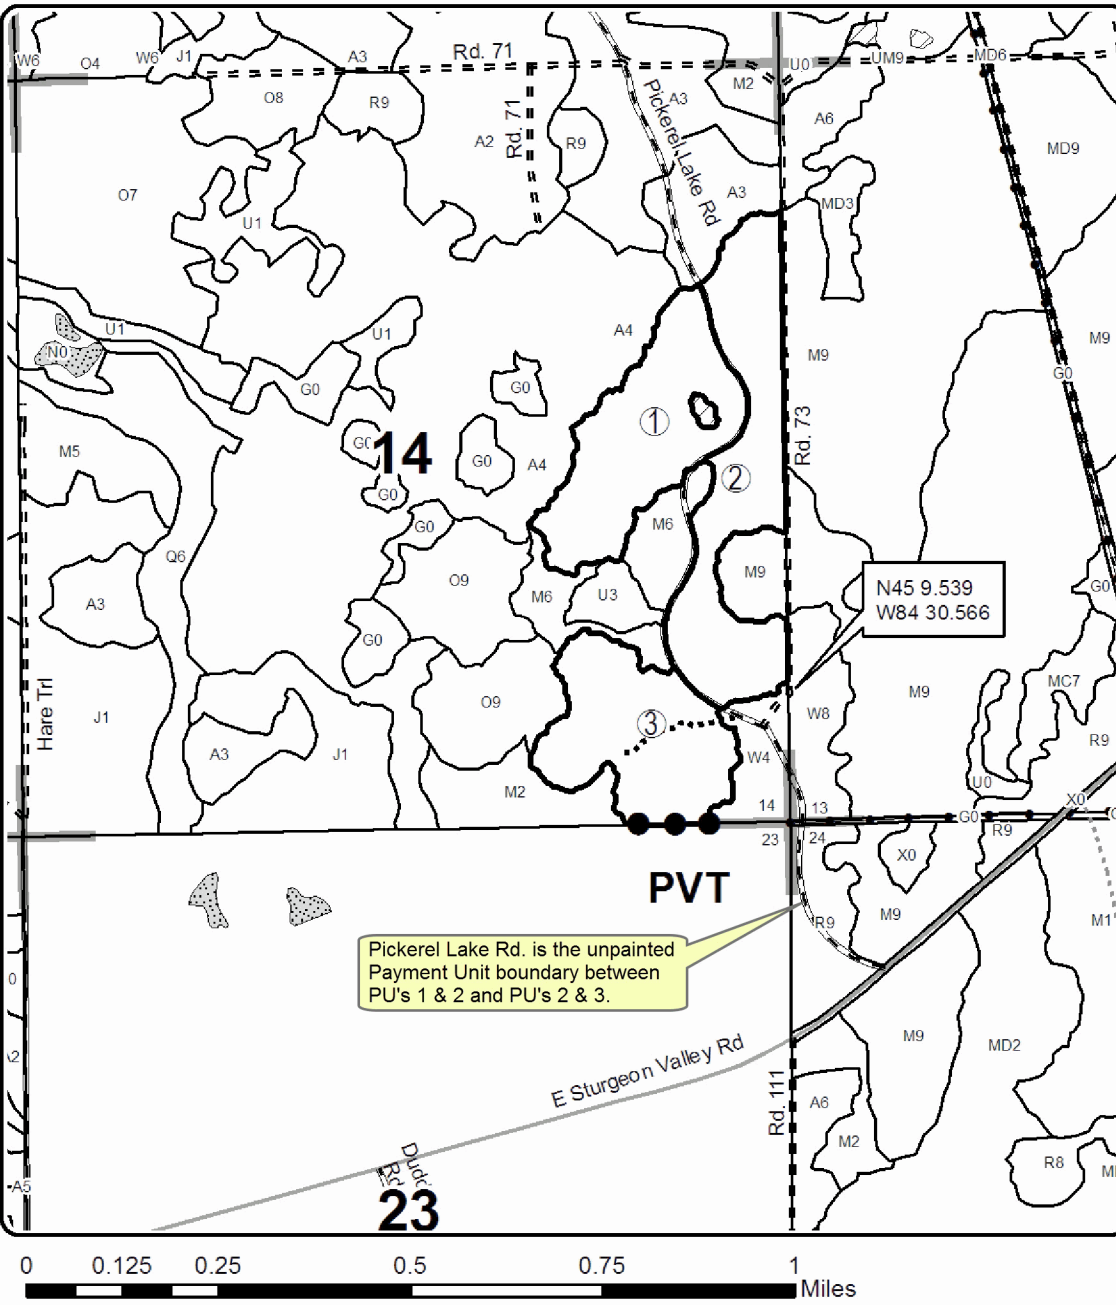 W6
O4
W6
J1
A3
Rd. 71
M2
U0
UM9
MD6
O8
R9
A2
Rd. 71
R9
A3
Pickerel Lake Rd
A6
MD9
O7
U1
A3
MD3
U1
N0
U1
A4
M9
M9
G0
G0
G0
1
Rd. 73
M5
14
G0
A4
2
G0
G0
M6
Q6
O9
M9
N45 9.539
W84 30.566
A3
M6
U3
G0
G0
Hare Trl
J1
O9
M9
MC7
A3
J1
3
W8
R9
M2
W4
U0
14
13
X0
G0
R9
23
24
PVT
X0
R9
M9
M1
Pickerel Lake Rd. is the unpainted
Payment Unit boundary between
PU's 1 & 2 and PU's 2 & 3.
0
M9
MD2
E Sturgeon Valley Rd
Rd. 111
A6
M2
R8
A5
Rd
23
0
0.125
0.25
0.5
0.75
1
Miles